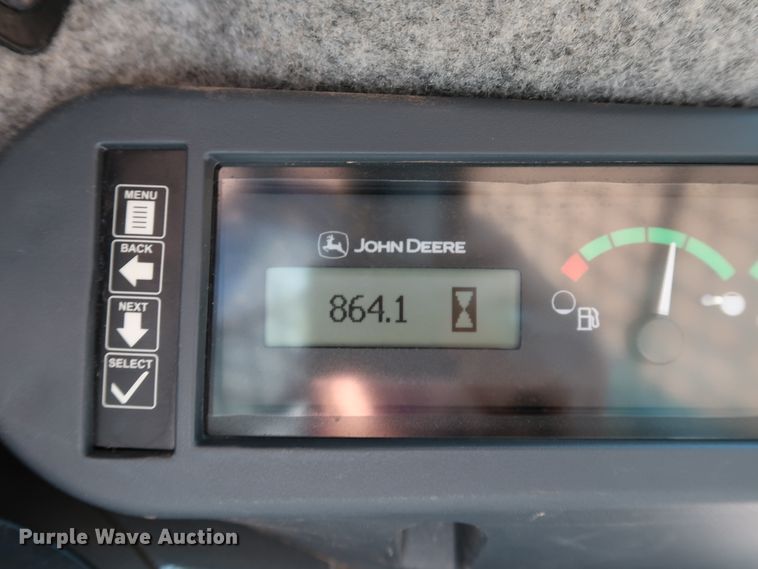 MENU
BACK
NEXT
SELECT
JOHN DEERE
864.1
Purple Wave Auction